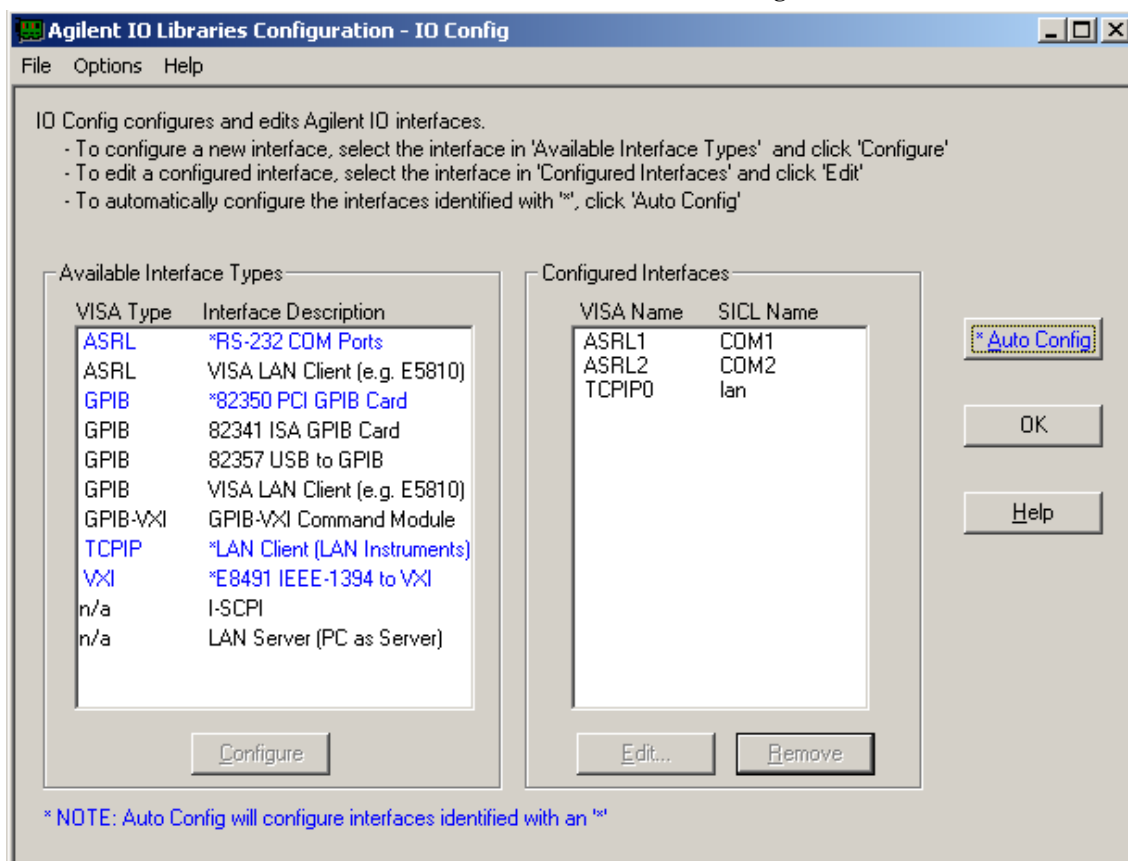 Agilent IO Libraries Configuration - IO Config
File Options Help
IO Config configures and edits Agilent IO interfaces.
- To configure a new interface, select the interface in 'Available Interface Types' and click 'Configure'
- To edit a configured interface, select the interface in 'Configured Interfaces' and click 'Edit'
- To automatically configure the interfaces identified with '*', click 'Auto Config'
Available Interface Types
VISA Type Interface Description
ASRL *RS-232 COM Ports
ASRL VISA LAN Client (e.g. E5810)
GPIB *82350 PCI GPIB Card
GPIB 82341 ISA GPIB Card
GPIB 82357 USB to GPIB
GPIB VISA LAN Client (e.g. E5810)
GPIB-VXI GPIB-VXI Command Module
TCPIP *LAN Client (LAN Instruments)
VXI *E8491 IEEE-1394 to VXI
n/a I-SCPI
n/a LAN Server (PC as Server)
Configure
Configured Interfaces
VISA Name SICL Name
ASRL1 COM1
ASRL2 COM2
TCPIP0 lan
Edit... Remove
* Auto Config
OK
Help
* NOTE: Auto Config will configure interfaces identified with an '*'